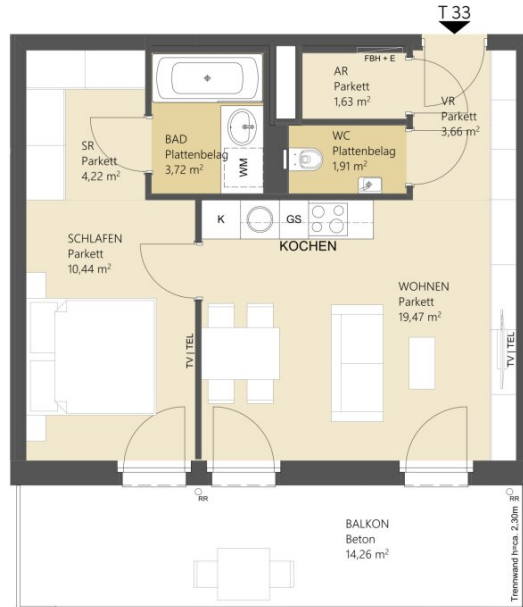 T 33
FBH + E
AR
Parkett
1,63 m²
VR
Parkett
3,66 m²
SR
Parkett
4,22 m²
BAD
Plattenbelag
3,72 m²
WM
WC
Plattenbelag
1,91 m²
K
GS
KOCHEN
SCHLAFEN
Parkett
10,44 m²
WOHNEN
Parkett
19,47 m²
TV | TEL
TV | TEL
RR
RR
BALKON
Beton
14,26 m²
Trennwand h=ca. 2,30m